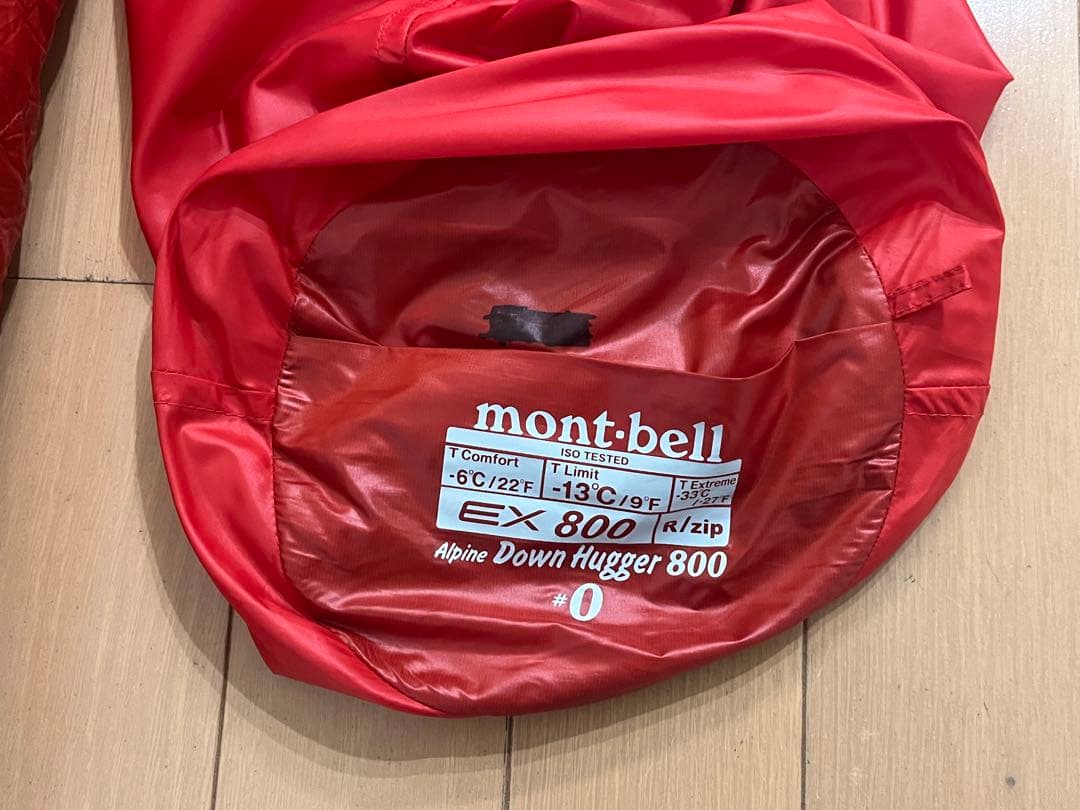 mont-bell
ISO TESTED
T Comfort T Limit T Extreme
-6℃/22°F -13℃/9°F -33℃/-27°F
EX 800 R/zip
Alpine Down Hugger 800
#0